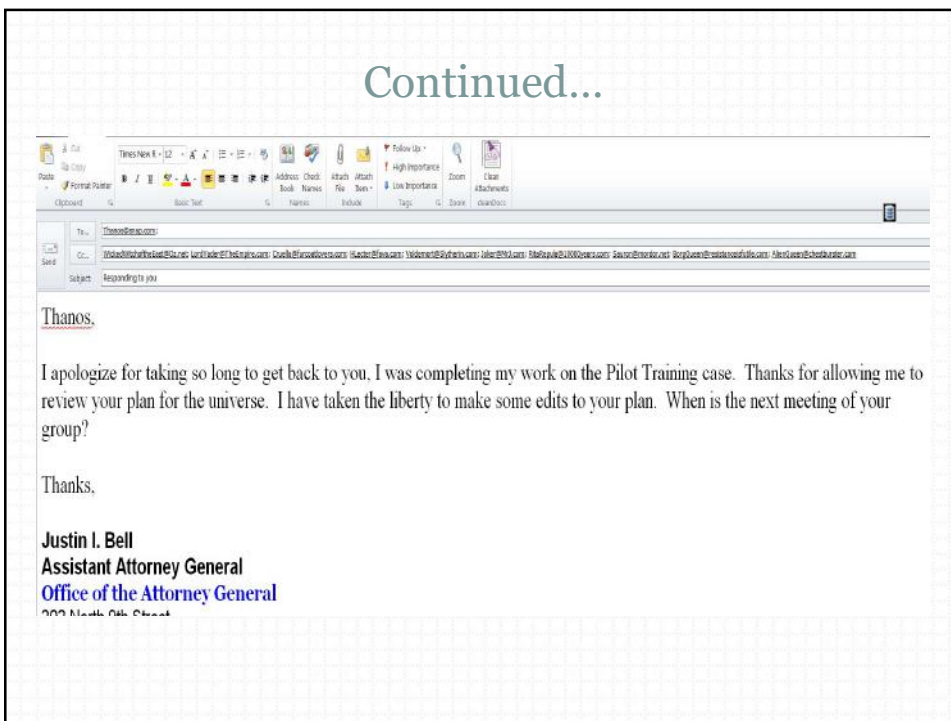 Continued...
Cut
Copy
Paste
Format Painter
Clipboard
Times New R
12
Basic Text
Address Book
Check Names
Names
Attach File
Attach Item
Include
Follow Up
High Importance
Low Importance
Tags
Zoom
Zoom
Clean Attachments
cleanDocs
Send
To...
Thanos@snap.com;
Cc...
Subject:
Responding to you
Thanos,
I apologize for taking so long to get back to you, I was completing my work on the Pilot Training case. Thanks for allowing me to
review your plan for the universe. I have taken the liberty to make some edits to your plan. When is the next meeting of your
group?
Thanks,
Justin I. Bell
Assistant Attorney General
Office of the Attorney General